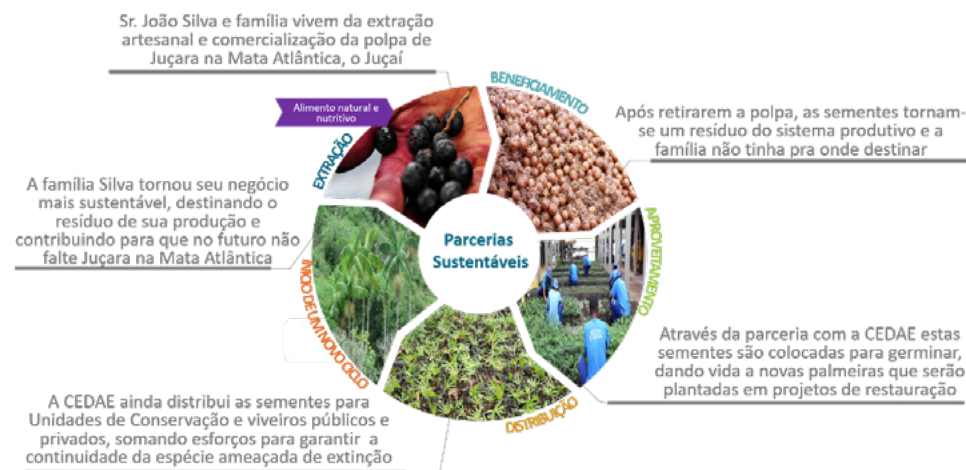 Sr. João Silva e família vivem da extração
artesanal e comercialização da polpa de
Juçara na Mata Atlântica, o Juçaí
BENEFICIAMENTO
Alimento natural e
nutritivo
EXTRAÇÃO
Após retirarem a polpa, as sementes tornam-
se um resíduo do sistema produtivo e a
família não tinha pra onde destinar
A família Silva tornou seu negócio
mais sustentável, destinando o
resíduo de sua produção e
contribuindo para que no futuro não
falte Juçara na Mata Atlântica
Parcerias
Sustentáveis
APROVEITAMENTO
INÍCIO DE UM NOVO CICLO
Através da parceria com a CEDAE estas
sementes são colocadas para germinar,
dando vida a novas palmeiras que serão
plantadas em projetos de restauração
DISTRIBUIÇÃO
A CEDAE ainda distribui as sementes para
Unidades de Conservação e viveiros públicos e
privados, somando esforços para garantir a
continuidade da espécie ameaçada de extinção